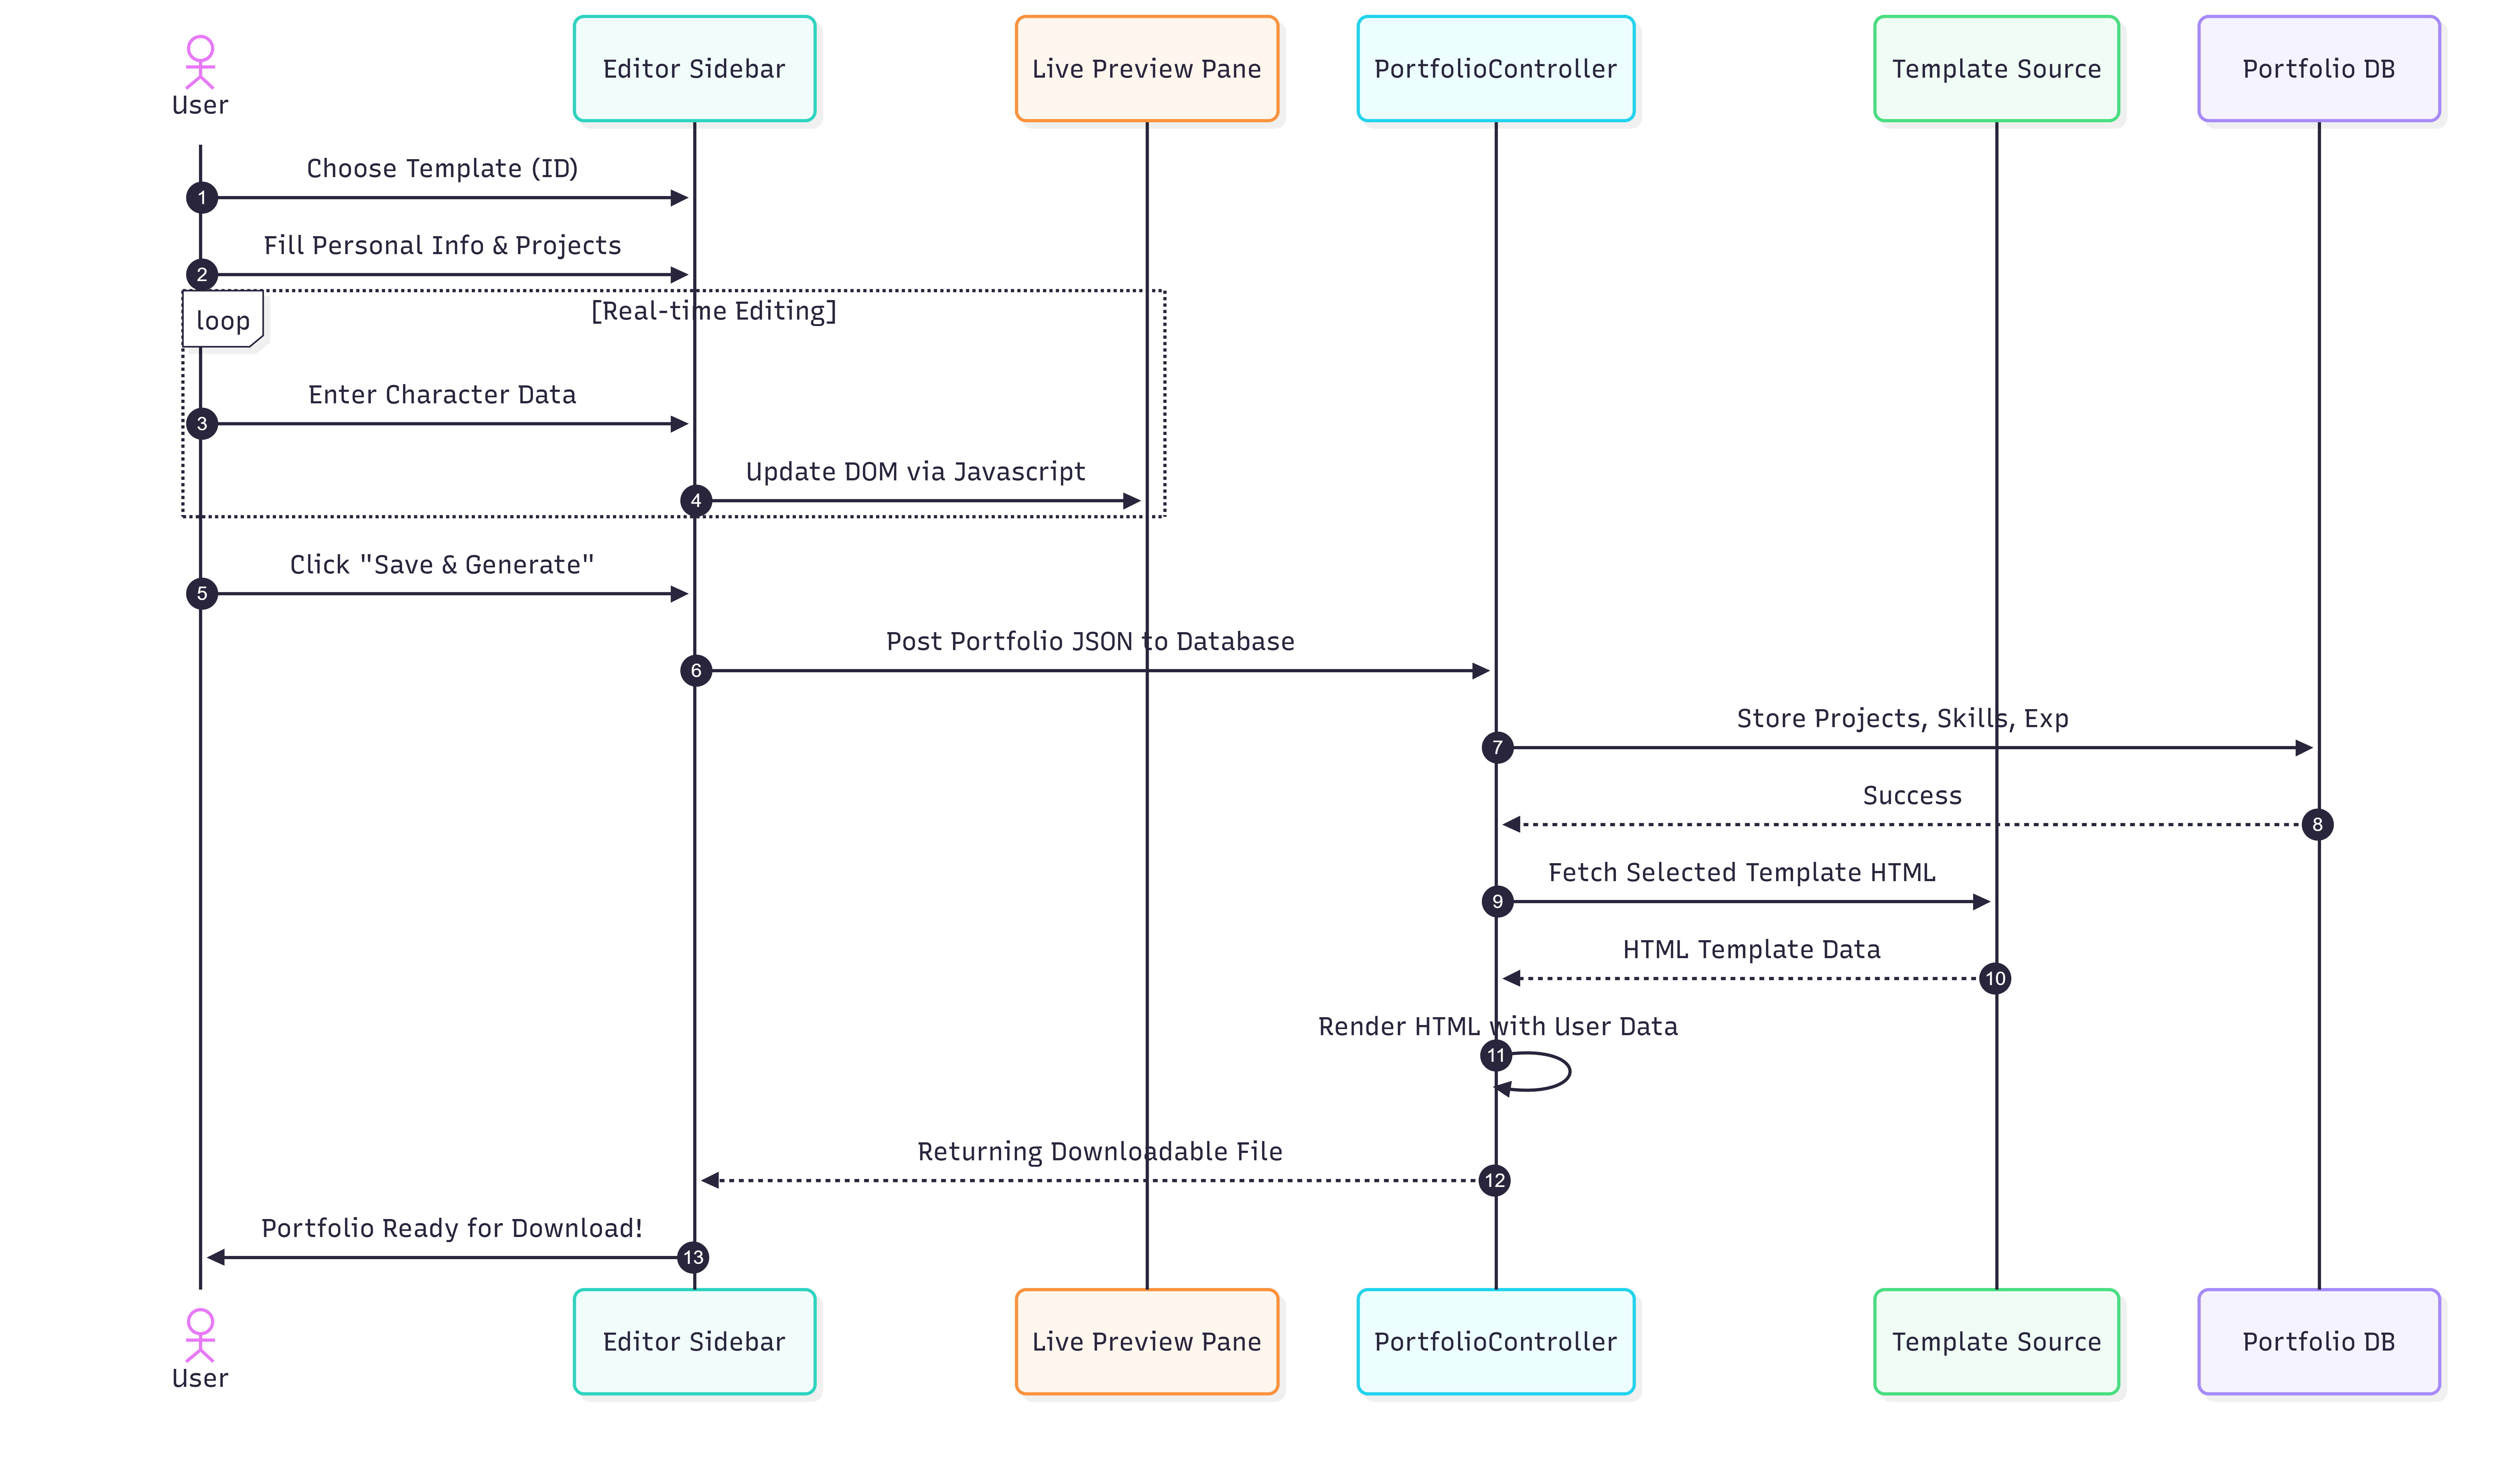 User
Editor Sidebar
Live Preview Pane
PortfolioController
Template Source
Portfolio DB
Choose Template (ID)
1
Fill Personal Info & Projects
2
loop
[Real-time Editing]
Enter Character Data
3
Update DOM via Javascript
4
Click "Save & Generate"
5
Post Portfolio JSON to Database
6
Store Projects, Skills, Exp
7
Success
8
Fetch Selected Template HTML
9
HTML Template Data
10
Render HTML with User Data
11
Returning Downloadable File
12
Portfolio Ready for Download!
13
User
Editor Sidebar
Live Preview Pane
PortfolioController
Template Source
Portfolio DB